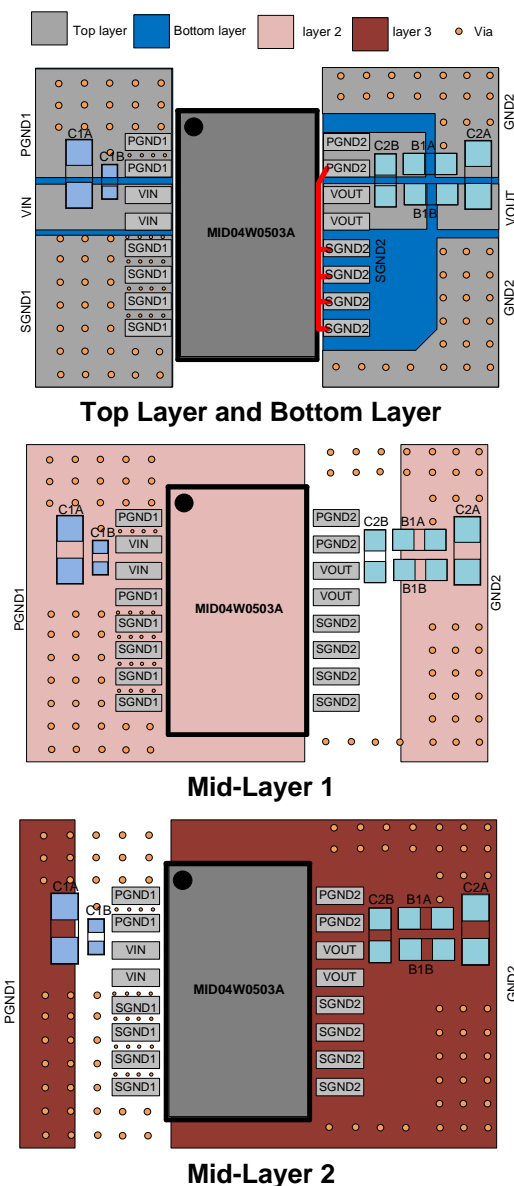 Top layer
Bottom layer
layer 2
layer 3
Via
PGND1
VIN
SGND1
C1A
C1B
PGND1
PGND1
VIN
VIN
SGND1
SGND1
SGND1
SGND1
MID04W0503A
PGND2
PGND2
VOUT
VOUT
SGND2
SGND2
SGND2
SGND2
SGND2
C2B
B1A
C2A
B1B
GND2
VOUT
GND2
Top Layer and Bottom Layer
PGND1
C1A
C1B
PGND1
VIN
VIN
PGND1
SGND1
SGND1
SGND1
SGND1
MID04W0503A
PGND2
PGND2
VOUT
VOUT
SGND2
SGND2
SGND2
SGND2
C2B
B1A
C2A
B1B
GND2
Mid-Layer 1
PGND1
C1A
C1B
PGND1
PGND1
VIN
VIN
SGND1
SGND1
SGND1
SGND1
MID04W0503A
PGND2
PGND2
VOUT
VOUT
SGND2
SGND2
SGND2
SGND2
C2B
B1A
C2A
B1B
GND2
Mid-Layer 2